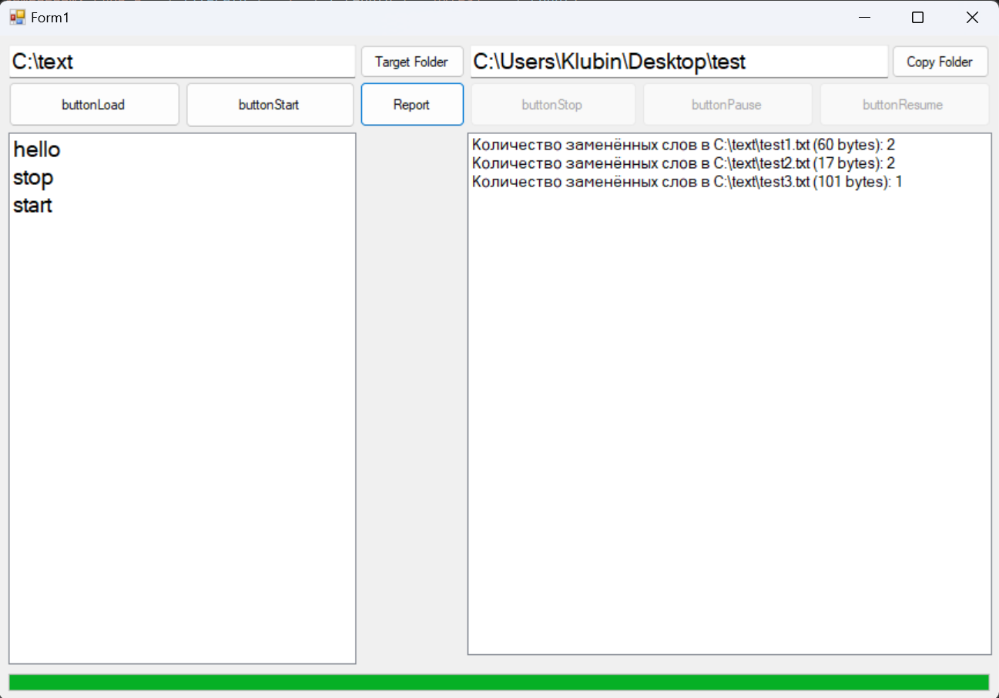 Form1
C:\text Target Folder C:\Users\Klubin\Desktop\test Copy Folder
buttonLoad buttonStart Report buttonStop buttonPause buttonResume
hello
stop
start
Количество заменённых слов в C:\text\test1.txt (60 bytes): 2
Количество заменённых слов в C:\text\test2.txt (17 bytes): 2
Количество заменённых слов в C:\text\test3.txt (101 bytes): 1